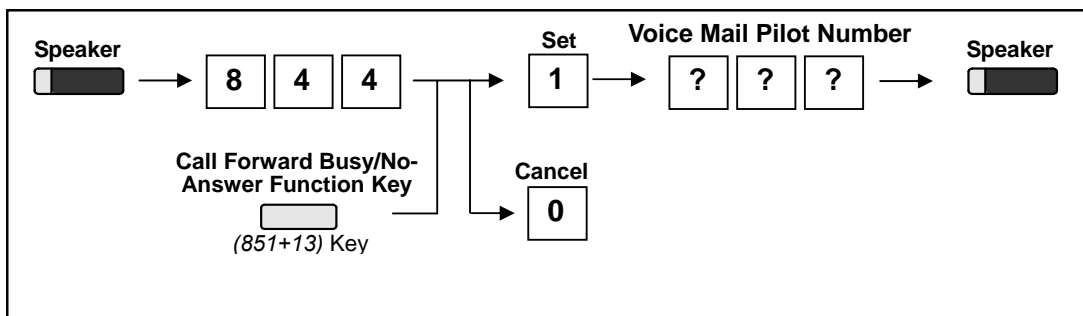 Speaker
8 4 4
Set
1
Voice Mail Pilot Number
? ? ?
Speaker
Call Forward Busy/No-
Answer Function Key
(851+13) Key
Cancel
0